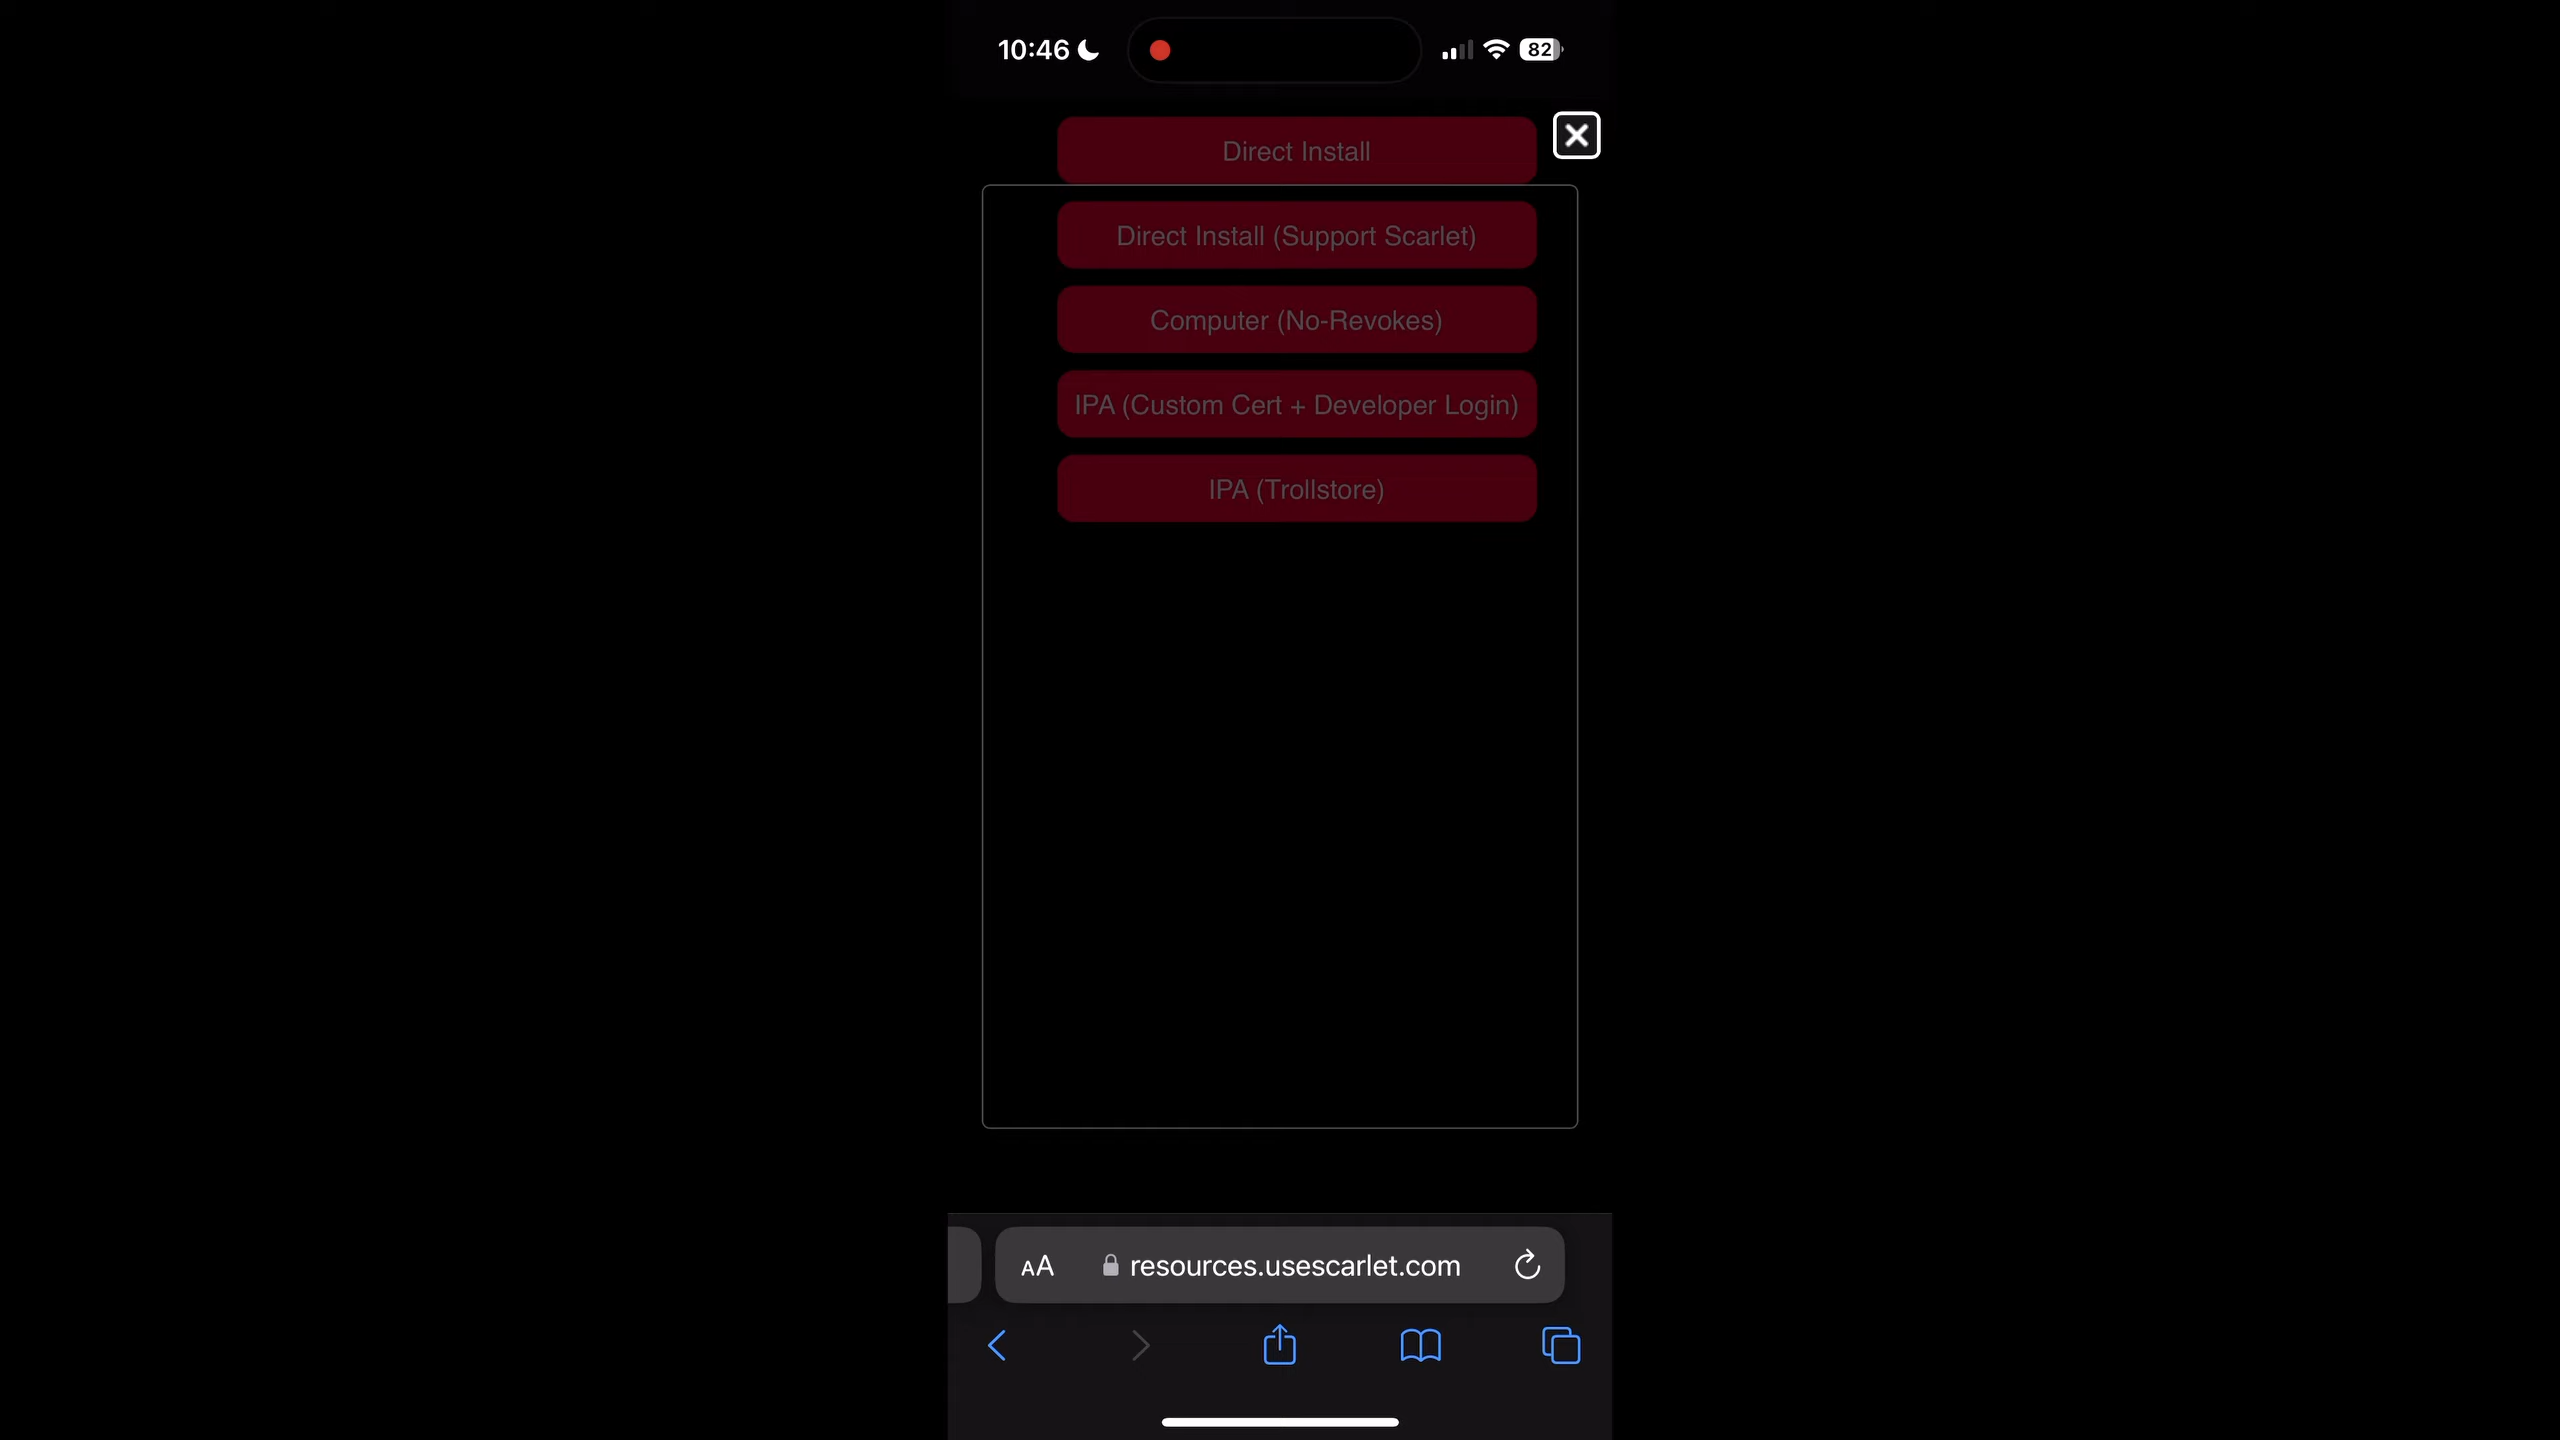 10:46
82
Direct Install
Direct Install (Support Scarlet)
Computer (No-Revokes)
IPA (Custom Cert + Developer Login)
IPA (Trollstore)
AA
resources.usescarlet.com